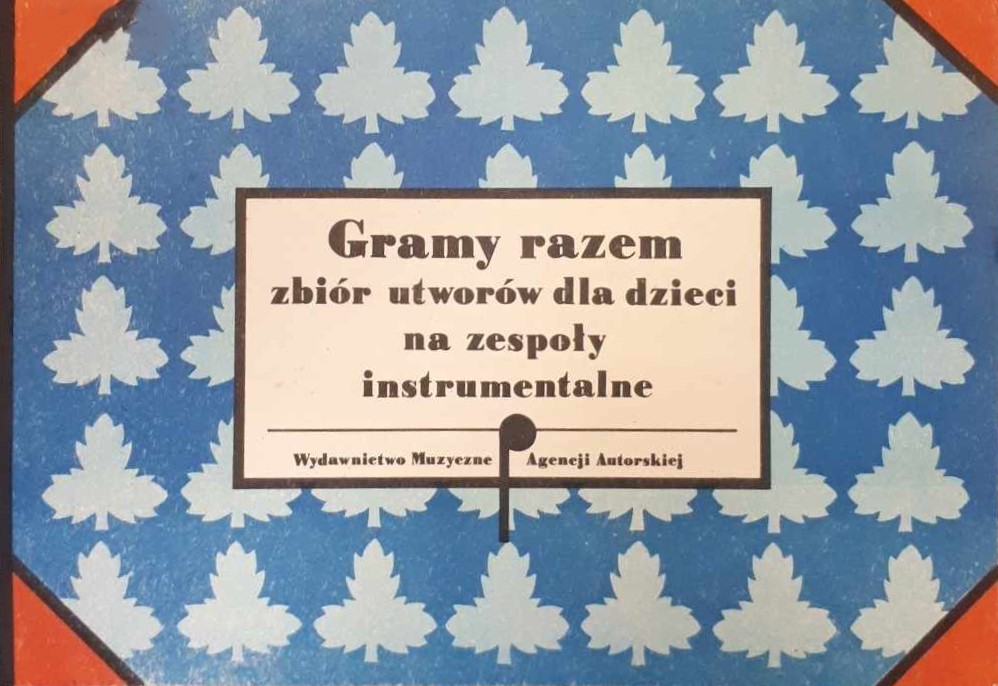 Gramy razem
zbiór utworów dla dzieci
na zespoły
instrumentalne
Wydawnictwo Muzyczne Agencji Autorskiej